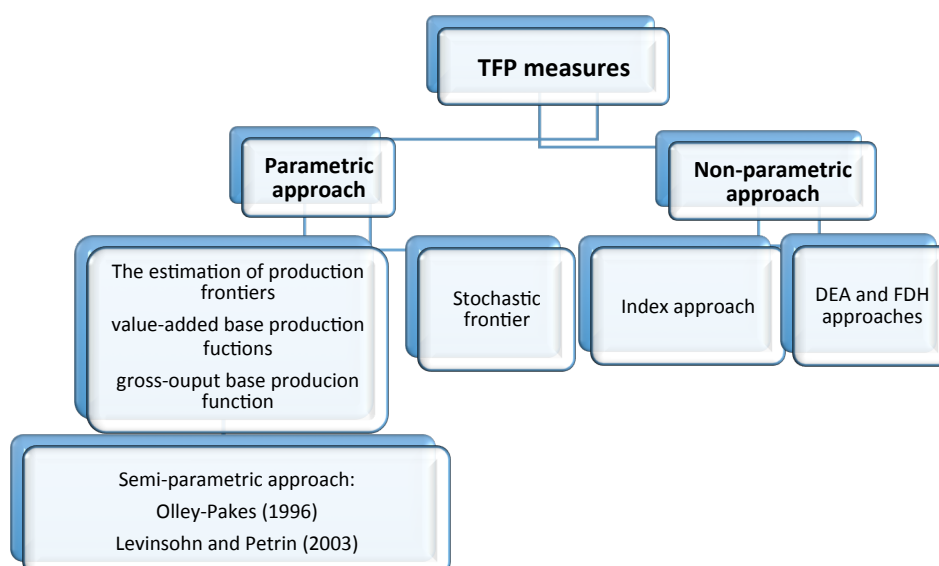 TFP measures
Parametric
approach
Non-parametric
approach
The estimation of production
frontiers
value-added base production
fuctions
gross-ouput base producion
function
Stochastic
frontier
Index approach
DEA and FDH
approaches
Semi-parametric approach:
Olley-Pakes (1996)
Levinsohn and Petrin (2003)